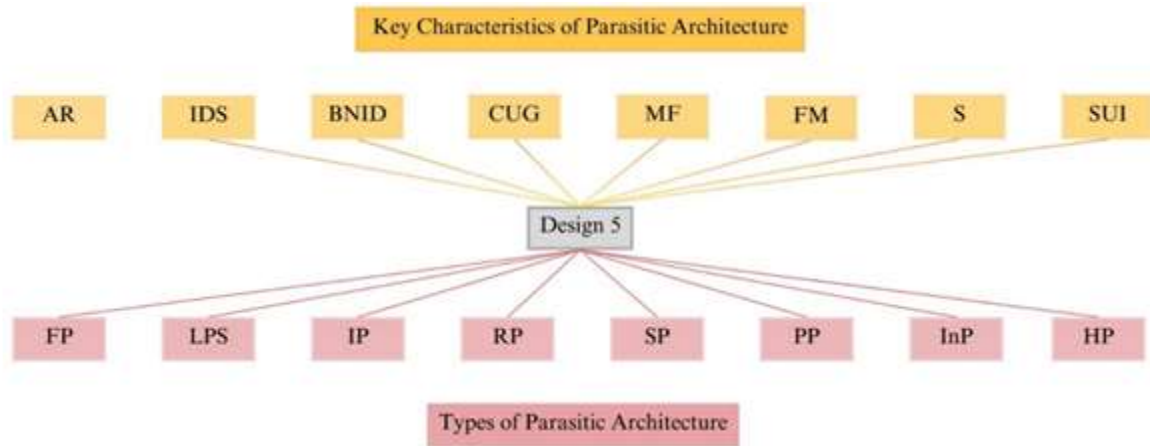 Key Characteristics of Parasitic Architecture
AR IDS BNID CUG MF FM S SUI
Design 5
FP LPS IP RP SP PP InP HP
Types of Parasitic Architecture